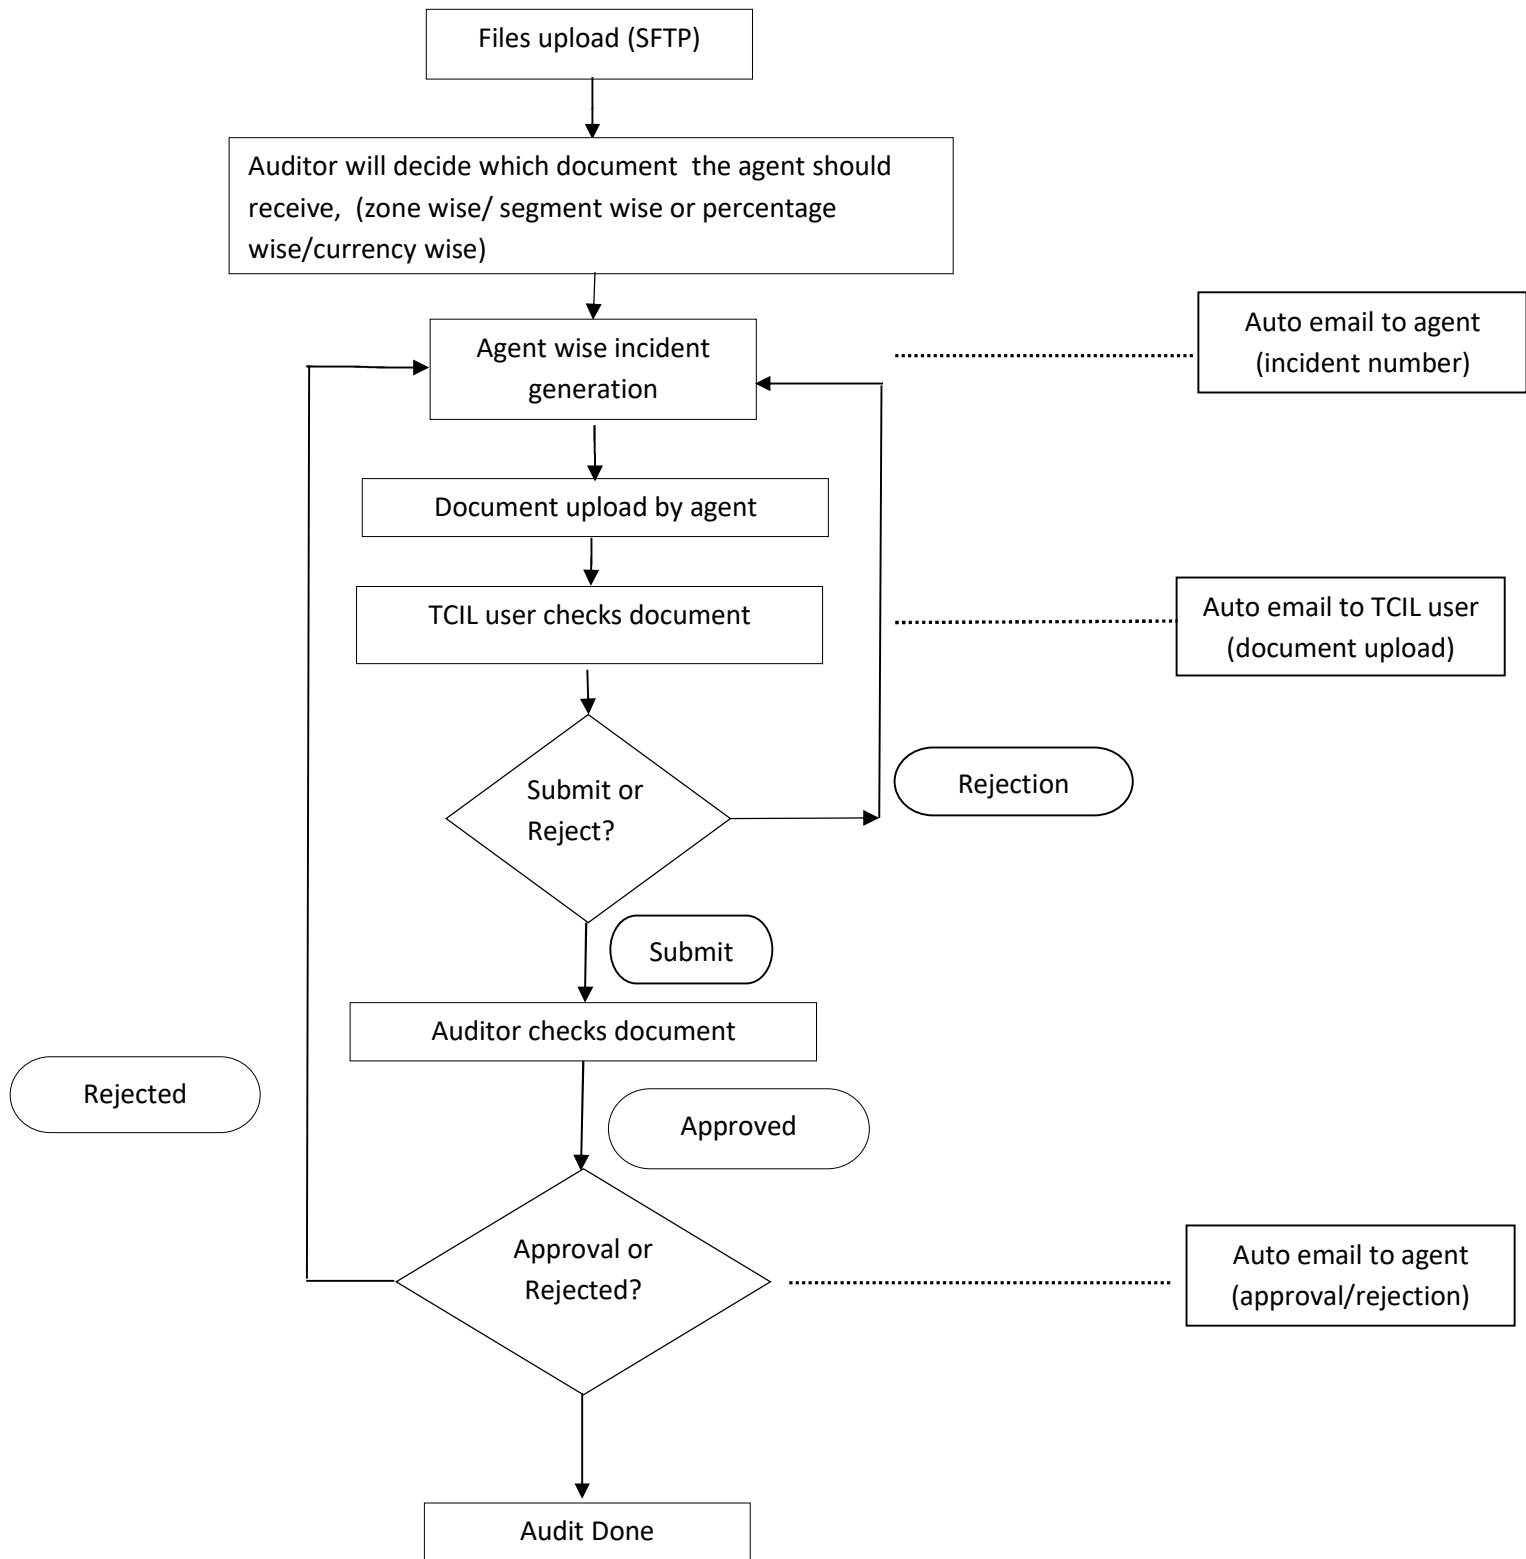 Files upload (SFTP)
Auditor will decide which document  the agent should
receive,  (zone wise/ segment wise or percentage
wise/currency wise)
Agent wise incident
generation
Auto email to agent
(incident number)
Document upload by agent
TCIL user checks document
Auto email to TCIL user
(document upload)
Submit or
Reject?
Rejection
Submit
Auditor checks document
Rejected
Approved
Approval or
Rejected?
Auto email to agent
(approval/rejection)
Audit Done